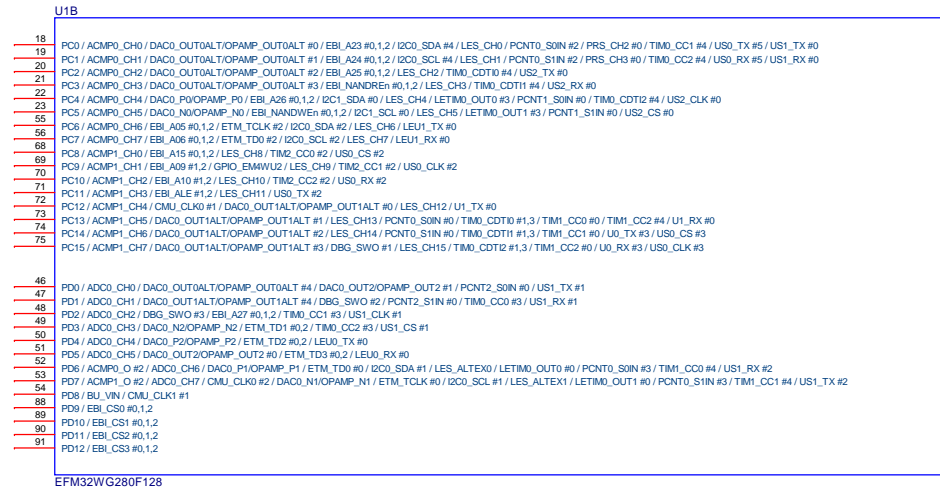 U1B
18 PC0 / ACMP0_CH0 / DAC0_OUT0ALT/OPAMP_OUT0ALT #0 / EBI_A23 #0,1,2 / I2C0_SDA #4 / LES_CH0 / PCNT0_S0IN #2 / PRS_CH2 #0 / TIM0_CC1 #4 / US0_TX #5 / US1_TX #0
19 PC1 / ACMP0_CH1 / DAC0_OUT0ALT/OPAMP_OUT0ALT #1 / EBI_A24 #0,1,2 / I2C0_SCL #4 / LES_CH1 / PCNT0_S1IN #2 / PRS_CH3 #0 / TIM0_CC2 #4 / US0_RX #5 / US1_RX #0
20 PC2 / ACMP0_CH2 / DAC0_OUT0ALT/OPAMP_OUT0ALT #2 / EBI_A25 #0,1,2 / LES_CH2 / TIM0_CDTI0 #4 / US2_TX #0
21 PC3 / ACMP0_CH3 / DAC0_OUT0ALT/OPAMP_OUT0ALT #3 / EBI_NANDREn #0,1,2 / LES_CH3 / TIM0_CDTI1 #4 / US2_RX #0
22 PC4 / ACMP0_CH4 / DAC0_P0/OPAMP_P0 / EBI_A26 #0,1,2 / I2C1_SDA #0 / LES_CH4 / LETIM0_OUT0 #3 / PCNT1_S0IN #0 / TIM0_CDTI2 #4 / US2_CLK #0
23 PC5 / ACMP0_CH5 / DAC0_N0/OPAMP_N0 / EBI_NANDWEn #0,1,2 / I2C1_SCL #0 / LES_CH5 / LETIM0_OUT1 #3 / PCNT1_S1IN #0 / US2_CS #0
55 PC6 / ACMP0_CH6 / EBI_A05 #0,1,2 / ETM_TCLK #2 / I2C0_SDA #2 / LES_CH6 / LEU1_TX #0
56 PC7 / ACMP0_CH7 / EBI_A06 #0,1,2 / ETM_TD0 #2 / I2C0_SCL #2 / LES_CH7 / LEU1_RX #0
68 PC8 / ACMP1_CH0 / EBI_A15 #0,1,2 / LES_CH8 / TIM2_CC0 #2 / US0_CS #2
69 PC9 / ACMP1_CH1 / EBI_A09 #1,2 / GPIO_EM4WU2 / LES_CH9 / TIM2_CC1 #2 / US0_CLK #2
70 PC10 / ACMP1_CH2 / EBI_A10 #1,2 / LES_CH10 / TIM2_CC2 #2 / US0_RX #2
71 PC11 / ACMP1_CH3 / EBI_ALE #1,2 / LES_CH11 / US0_TX #2
72 PC12 / ACMP1_CH4 / CMU_CLK0 #1 / DAC0_OUT1ALT/OPAMP_OUT1ALT #0 / LES_CH12 / U1_TX #0
73 PC13 / ACMP1_CH5 / DAC0_OUT1ALT/OPAMP_OUT1ALT #1 / LES_CH13 / PCNT0_S0IN #0 / TIM0_CDTI0 #1,3 / TIM1_CC0 #0 / TIM1_CC2 #4 / U1_RX #0
74 PC14 / ACMP1_CH6 / DAC0_OUT1ALT/OPAMP_OUT1ALT #2 / LES_CH14 / PCNT0_S1IN #0 / TIM0_CDTI1 #1,3 / TIM1_CC1 #0 / U0_TX #3 / US0_CS #3
75 PC15 / ACMP1_CH7 / DAC0_OUT1ALT/OPAMP_OUT1ALT #3 / DBG_SWO #1 / LES_CH15 / TIM0_CDTI2 #1,3 / TIM1_CC2 #0 / U0_RX #3 / US0_CLK #3
46 PD0 / ADC0_CH0 / DAC0_OUT0ALT/OPAMP_OUT0ALT #4 / DAC0_OUT2/OPAMP_OUT2 #1 / PCNT2_S0IN #0 / US1_TX #1
47 PD1 / ADC0_CH1 / DAC0_OUT1ALT/OPAMP_OUT1ALT #4 / DBG_SWO #2 / PCNT2_S1IN #0 / TIM0_CC0 #3 / US1_RX #1
48 PD2 / ADC0_CH2 / DBG_SWO #3 / EBI_A27 #0,1,2 / TIM0_CC1 #3 / US1_CLK #1
49 PD3 / ADC0_CH3 / DAC0_N2/OPAMP_N2 / ETM_TD1 #0,2 / TIM0_CC2 #3 / US1_CS #1
50 PD4 / ADC0_CH4 / DAC0_P2/OPAMP_P2 / ETM_TD2 #0,2 / LEU0_TX #0
51 PD5 / ADC0_CH5 / DAC0_OUT2/OPAMP_OUT2 #0 / ETM_TD3 #0,2 / LEU0_RX #0
52 PD6 / ACMP0_O #2 / ADC0_CH6 / DAC0_P1/OPAMP_P1 / ETM_TD0 #0 / I2C0_SDA #1 / LES_ALTEX0 / LETIM0_OUT0 #0 / PCNT0_S0IN #3 / TIM1_CC0 #4 / US1_RX #2
53 PD7 / ACMP1_O #2 / ADC0_CH7 / CMU_CLK0 #2 / DAC0_N1/OPAMP_N1 / ETM_TCLK #0 / I2C0_SCL #1 / LES_ALTEX1 / LETIM0_OUT1 #0 / PCNT0_S1IN #3 / TIM1_CC1 #4 / US1_TX #2
54 PD8 / BU_VIN / CMU_CLK1 #1
88 PD9 / EBI_CS0 #0,1,2
89 PD10 / EBI_CS1 #0,1,2
90 PD11 / EBI_CS2 #0,1,2
91 PD12 / EBI_CS3 #0,1,2
EFM32WG280F128